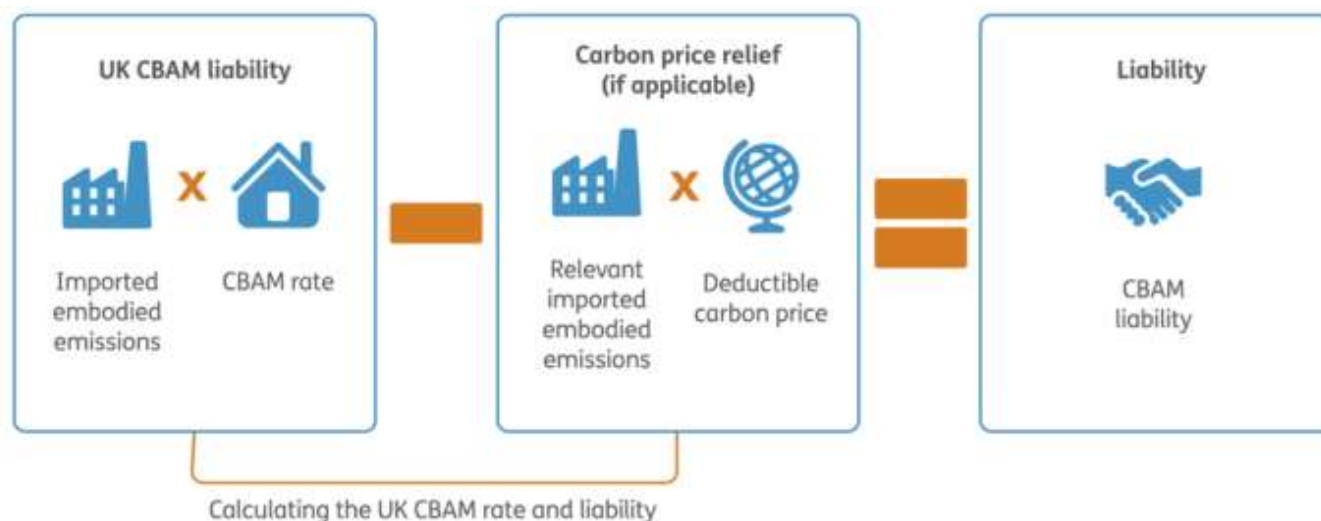 UK CBAM liability
X
Imported
embodied
emissions
CBAM rate
Carbon price relief
(if applicable)
X
Relevant
imported
embodied
emissions
Deductible
carbon price
Liability
CBAM
liability
Calculating the UK CBAM rate and liability